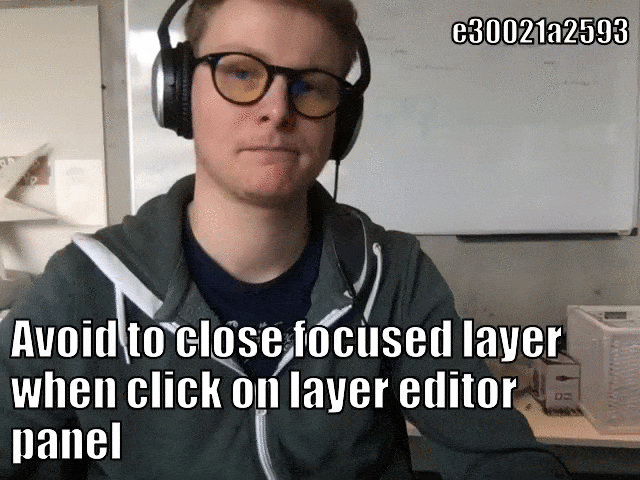 e30021a2593
Avoid to close focused layer
when click on layer editor
panel